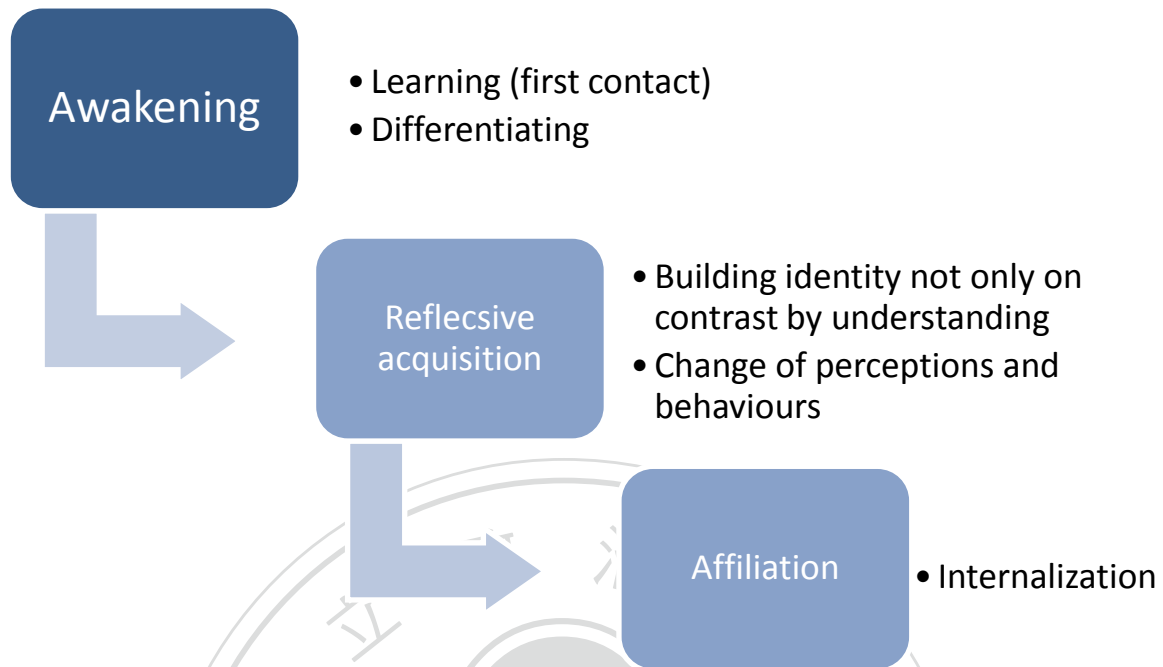 Awakening
• Learning (first contact)
• Differentiating
Reflecsive
acquisition
• Building identity not only on
contrast by understanding
• Change of perceptions and
behaviours
Affiliation
• Internalization
立